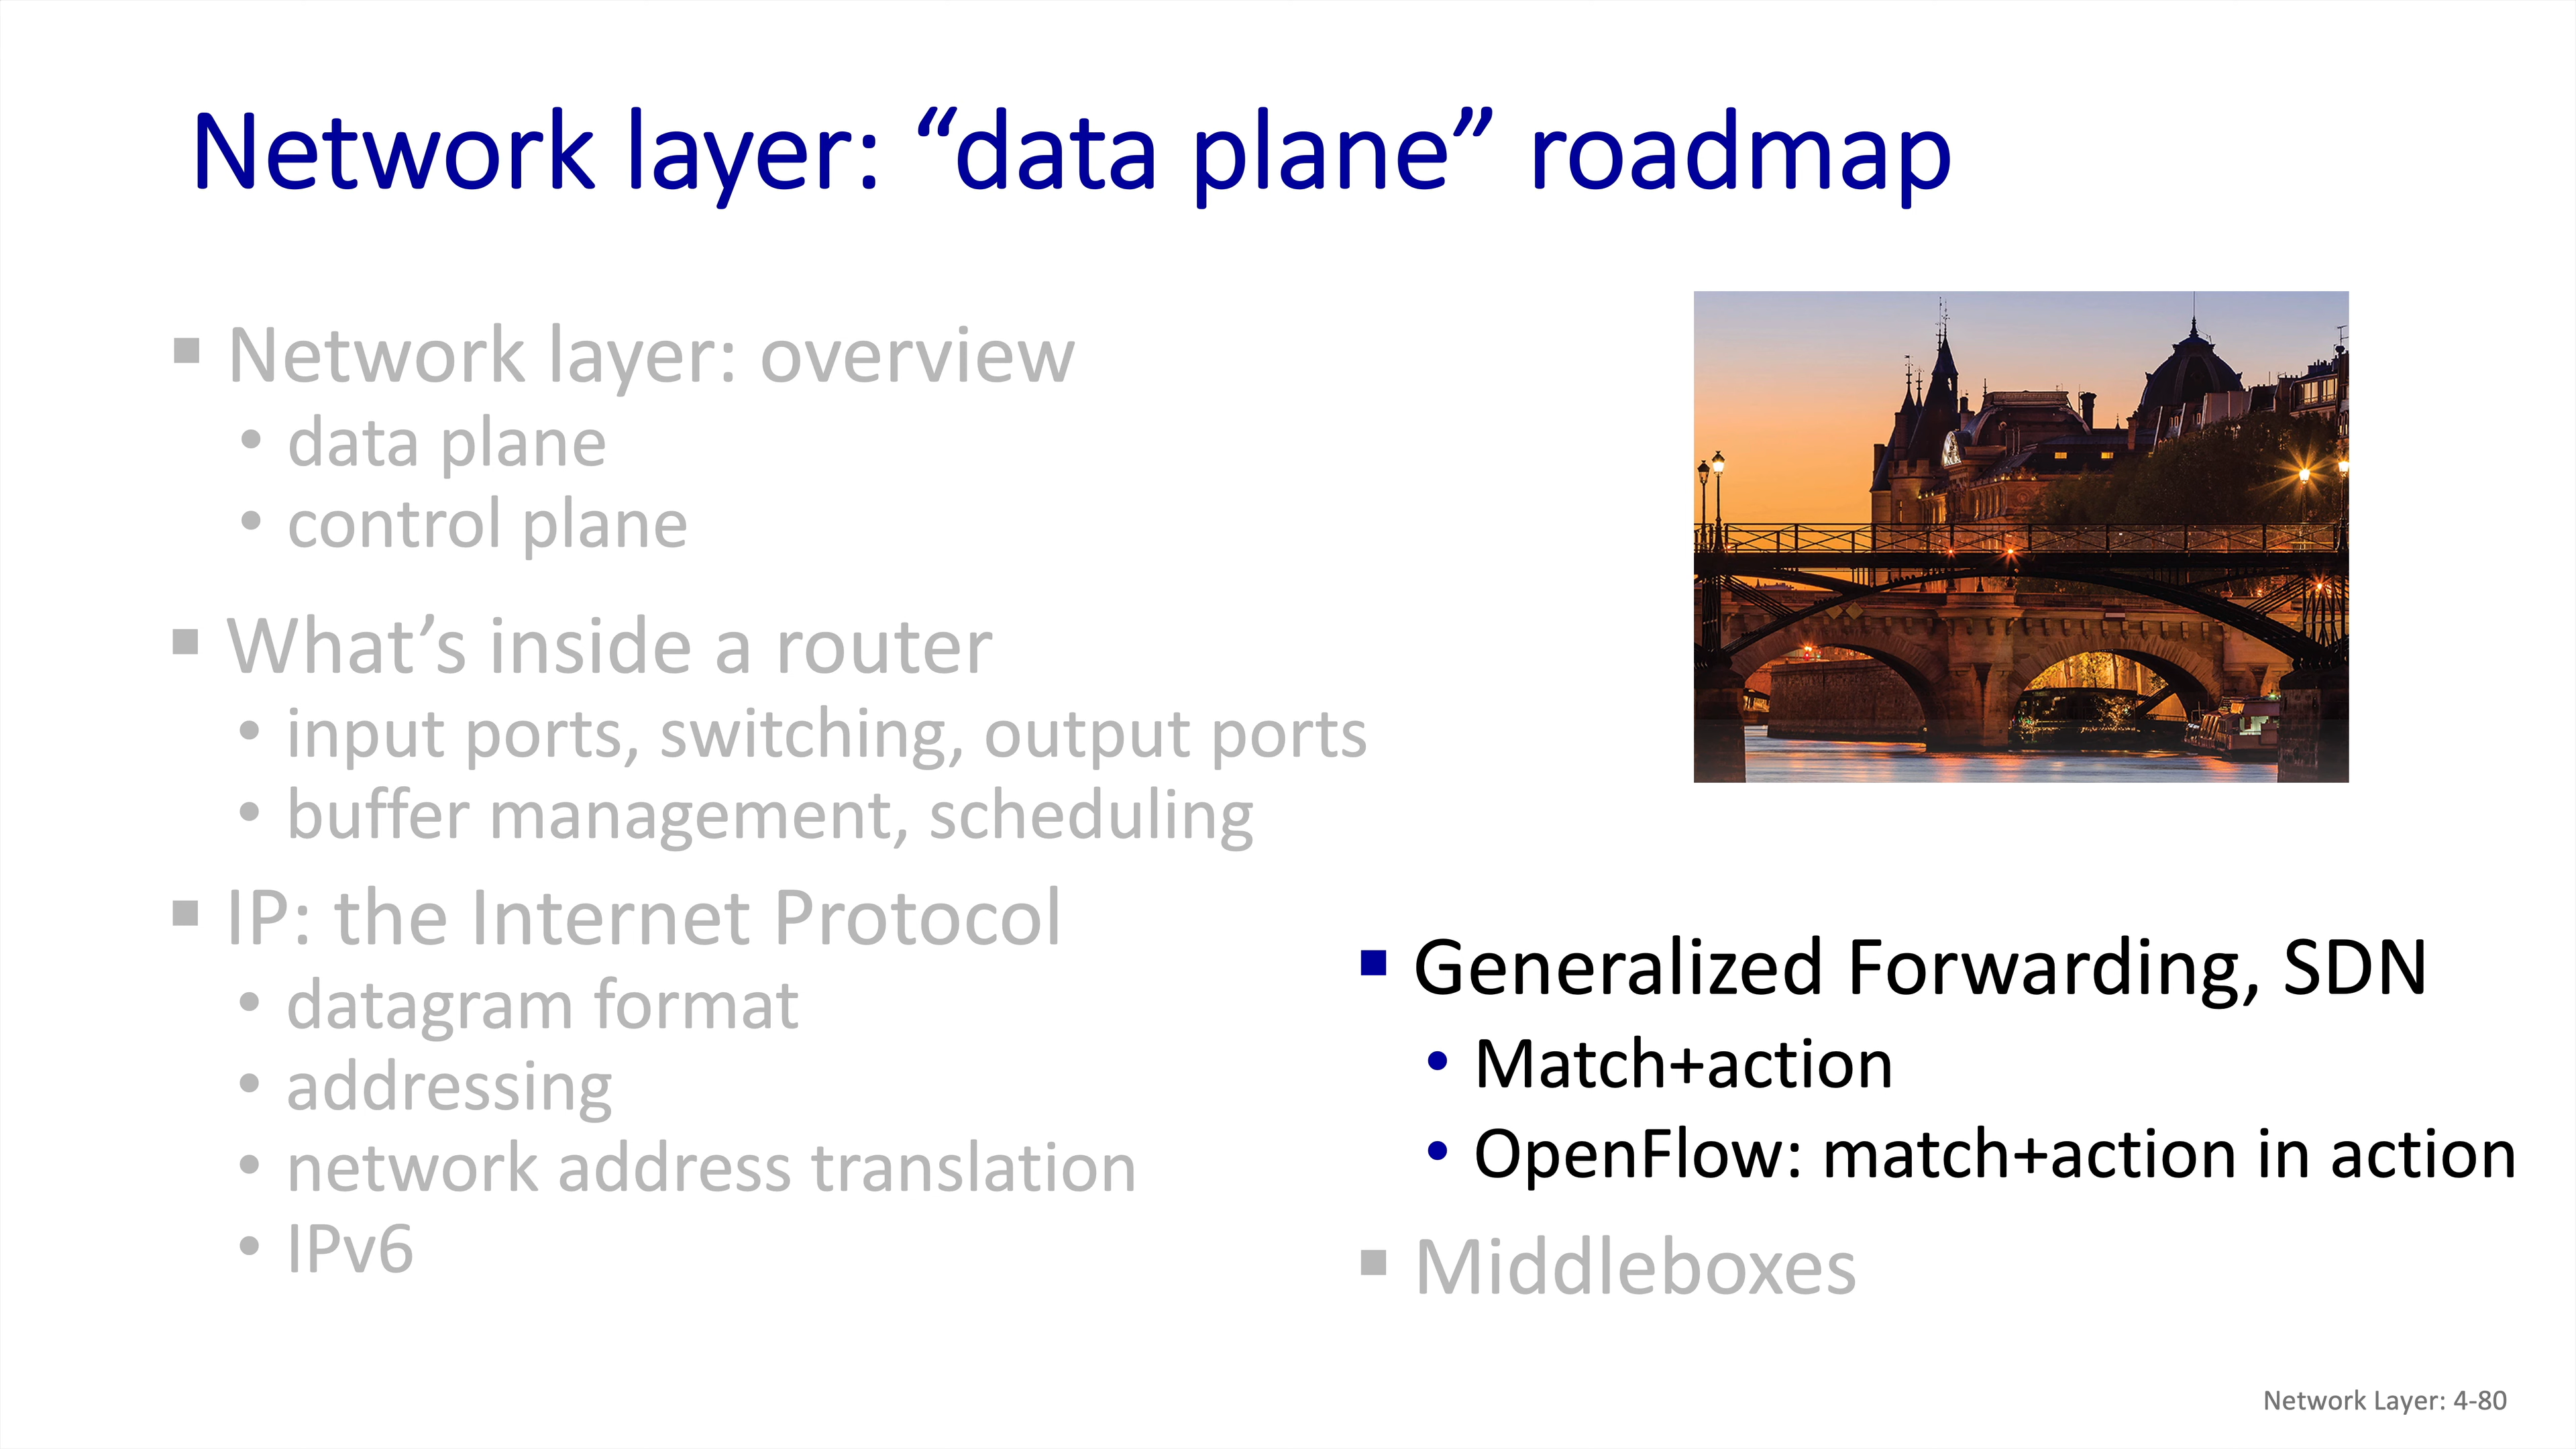 Network layer: “data plane” roadmap
▪ Network layer: overview
• data plane
• control plane
▪ What’s inside a router
• input ports, switching, output ports
• buffer management, scheduling
▪ IP: the Internet Protocol
• datagram format
• addressing
• network address translation
• IPv6
▪ Generalized Forwarding, SDN
• Match+action
• OpenFlow: match+action in action
▪ Middleboxes
Network Layer: 4-80